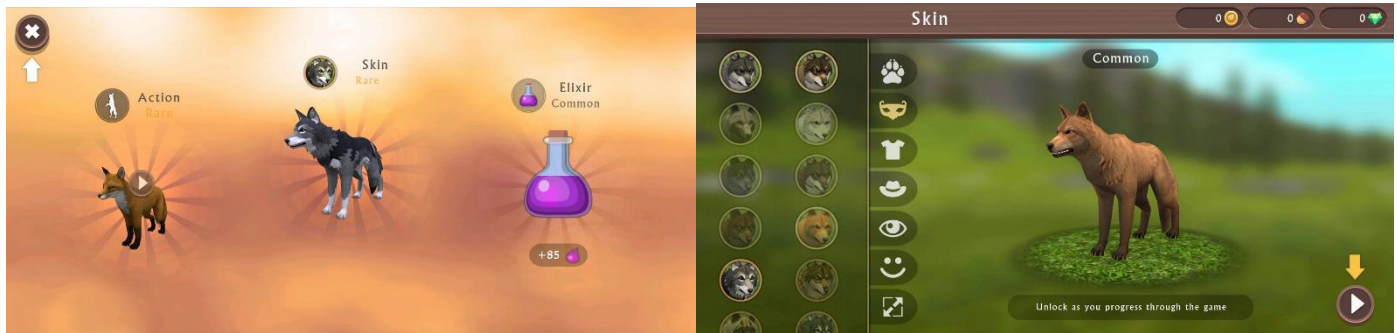 Action
Rare
Skin
Rare
Elixir
Common
+85
Skin
0
0
0
Common
Unlock as you progress through the game